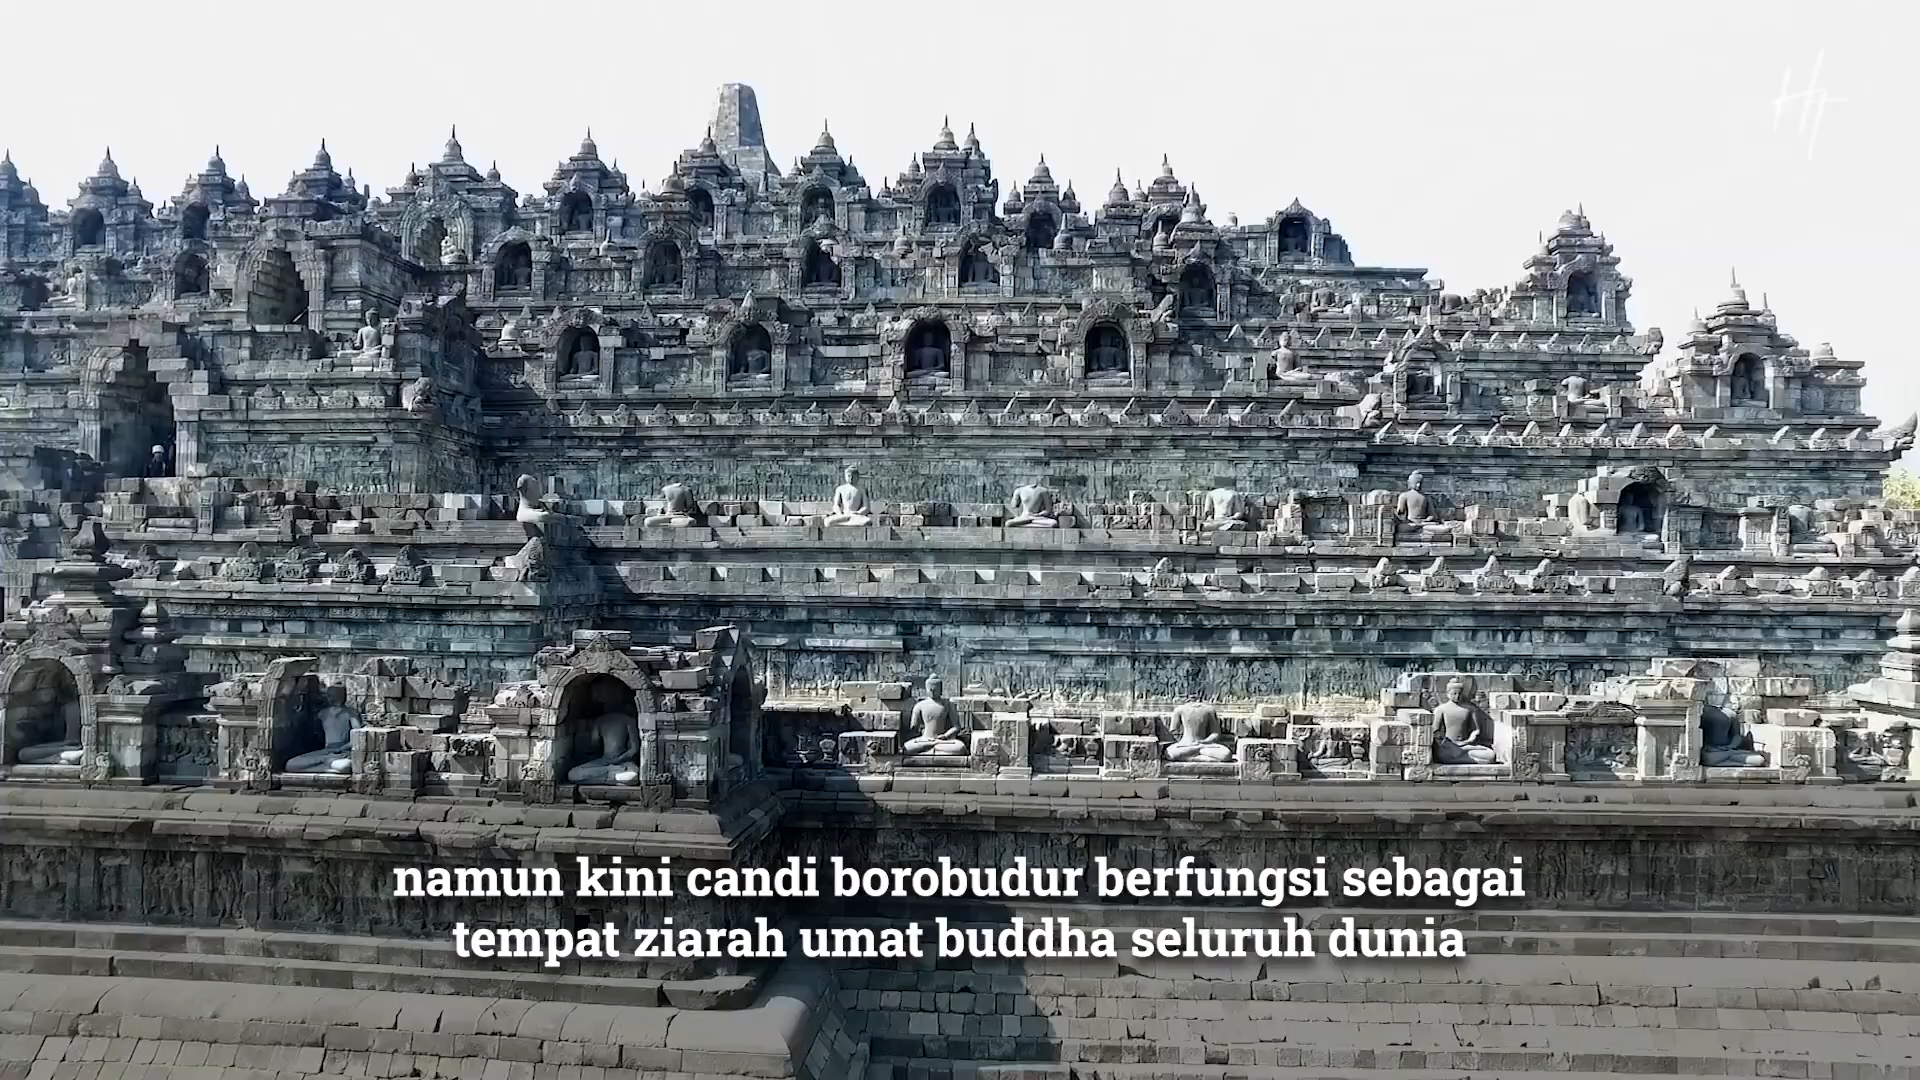 namun kini candi borobudur berfungsi sebagai
tempat ziarah umat buddha seluruh dunia